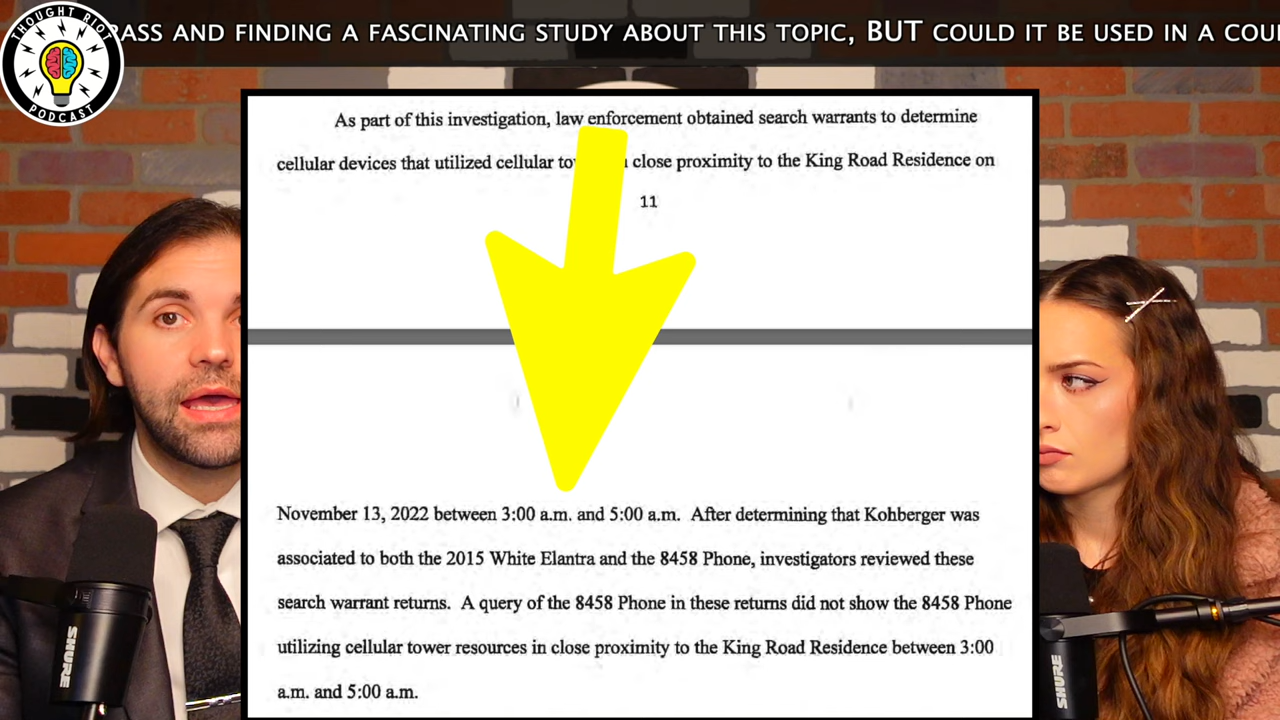 THOUGHT RIOT
PODCAST
PASS AND FINDING A FASCINATING STUDY ABOUT THIS TOPIC, BUT COULD IT BE USED IN A
As part of this investigation, law enforcement obtained search warrants to determine
cellular devices that utilized cellular close proximity to the King Road Residence on
11
November 13, 2022 between 3:00 a.m. and 5:00 a.m. After determining that Kohberger was
associated to both the 2015 White Elantra and the 8458 Phone, investigators reviewed these
search warrant returns. A query of the 8458 Phone in these returns did not show the 8458 Phone
utilizing cellular tower resources in close proximity to the King Road Residence between 3:00
a.m. and 5:00 a.m.
SHURE
SHURE